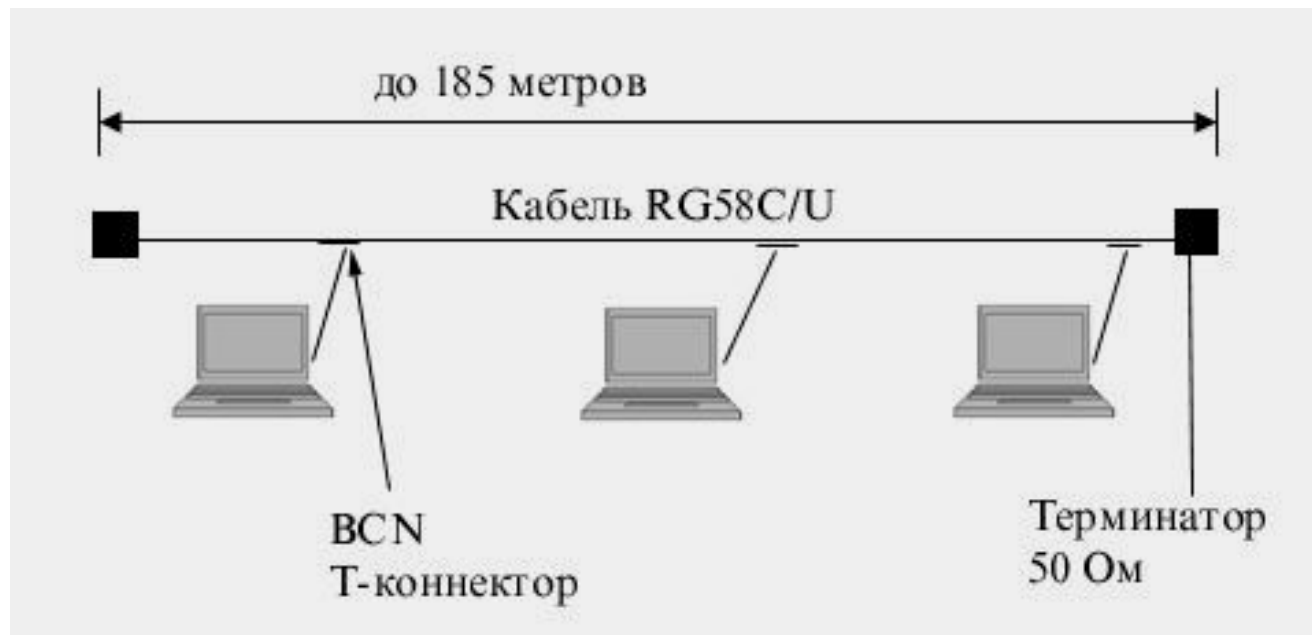 до 185 метров
Кабель RG58C/U
BCN
Т-коннектор
Терминатор
50 Ом